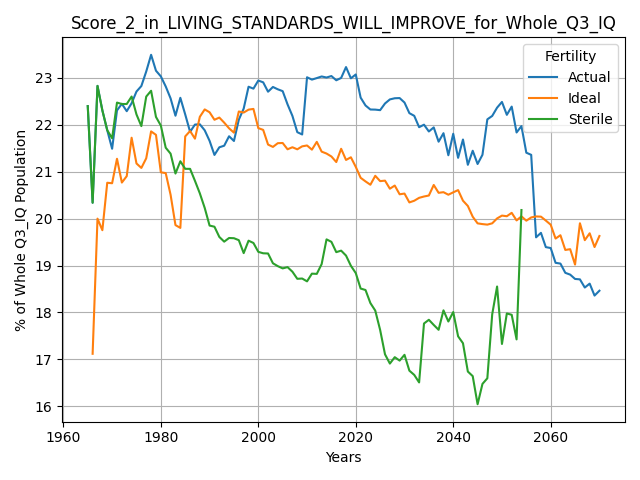 Score_2_in_LIVING_STANDARDS_WILL_IMPROVE_for_Whole_Q3_IQ
Fertility
Actual
Ideal
Sterile
% of Whole Q3_IQ Population
23
22
21
20
19
18
17
16
1960 1980 2000 2020 2040 2060
Years